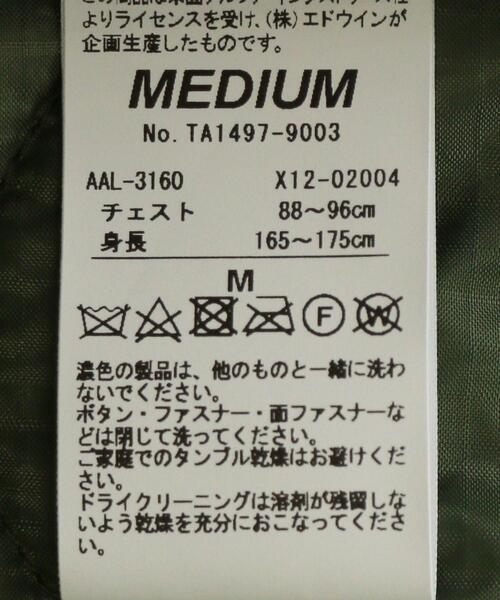 よりライセンスを受け、(株)エドウインが
企画生産したものです。
MEDIUM
No. TA1497-9003
AAL-3160 X12-02004
チェスト 88～96cm
身長 165～175cm
M
F W
濃色の製品は、他のものと一緒に洗わ
ないでください。
ボタン・ファスナー・面ファスナーな
どは閉じて洗ってください。
ご家庭でのタンブル乾燥はお避けくだ
さい。
ドライクリーニングは溶剤が残留しな
いよう乾燥を充分におこなってくださ
い。